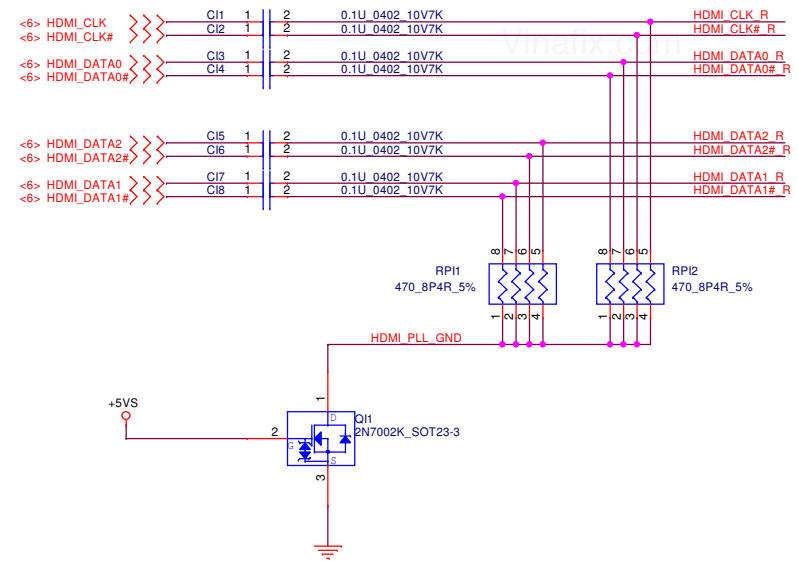 <6> HDMI_CLK CI1 1 2 0.1U_0402_10V7K HDMI_CLK_R
<6> HDMI_CLK# CI2 1 2 0.1U_0402_10V7K HDMI_CLK#_R
Vinafix.com
<6> HDMI_DATA0 CI3 1 2 0.1U_0402_10V7K HDMI_DATA0_R
<6> HDMI_DATA0# CI4 1 2 0.1U_0402_10V7K HDMI_DATA0#_R
<6> HDMI_DATA2 CI5 1 2 0.1U_0402_10V7K HDMI_DATA2_R
<6> HDMI_DATA2# CI6 1 2 0.1U_0402_10V7K HDMI_DATA2#_R
<6> HDMI_DATA1 CI7 1 2 0.1U_0402_10V7K HDMI_DATA1_R
<6> HDMI_DATA1# CI8 1 2 0.1U_0402_10V7K HDMI_DATA1#_R
8 7 6 5 8 7 6 5
RPI1 RPI2
470_8P4R_5% 470_8P4R_5%
1 2 3 4 1 2 3 4
HDMI_PLL_GND
1
+5VS
D QI1
2 2N7002K_SOT23-3
G
S
3